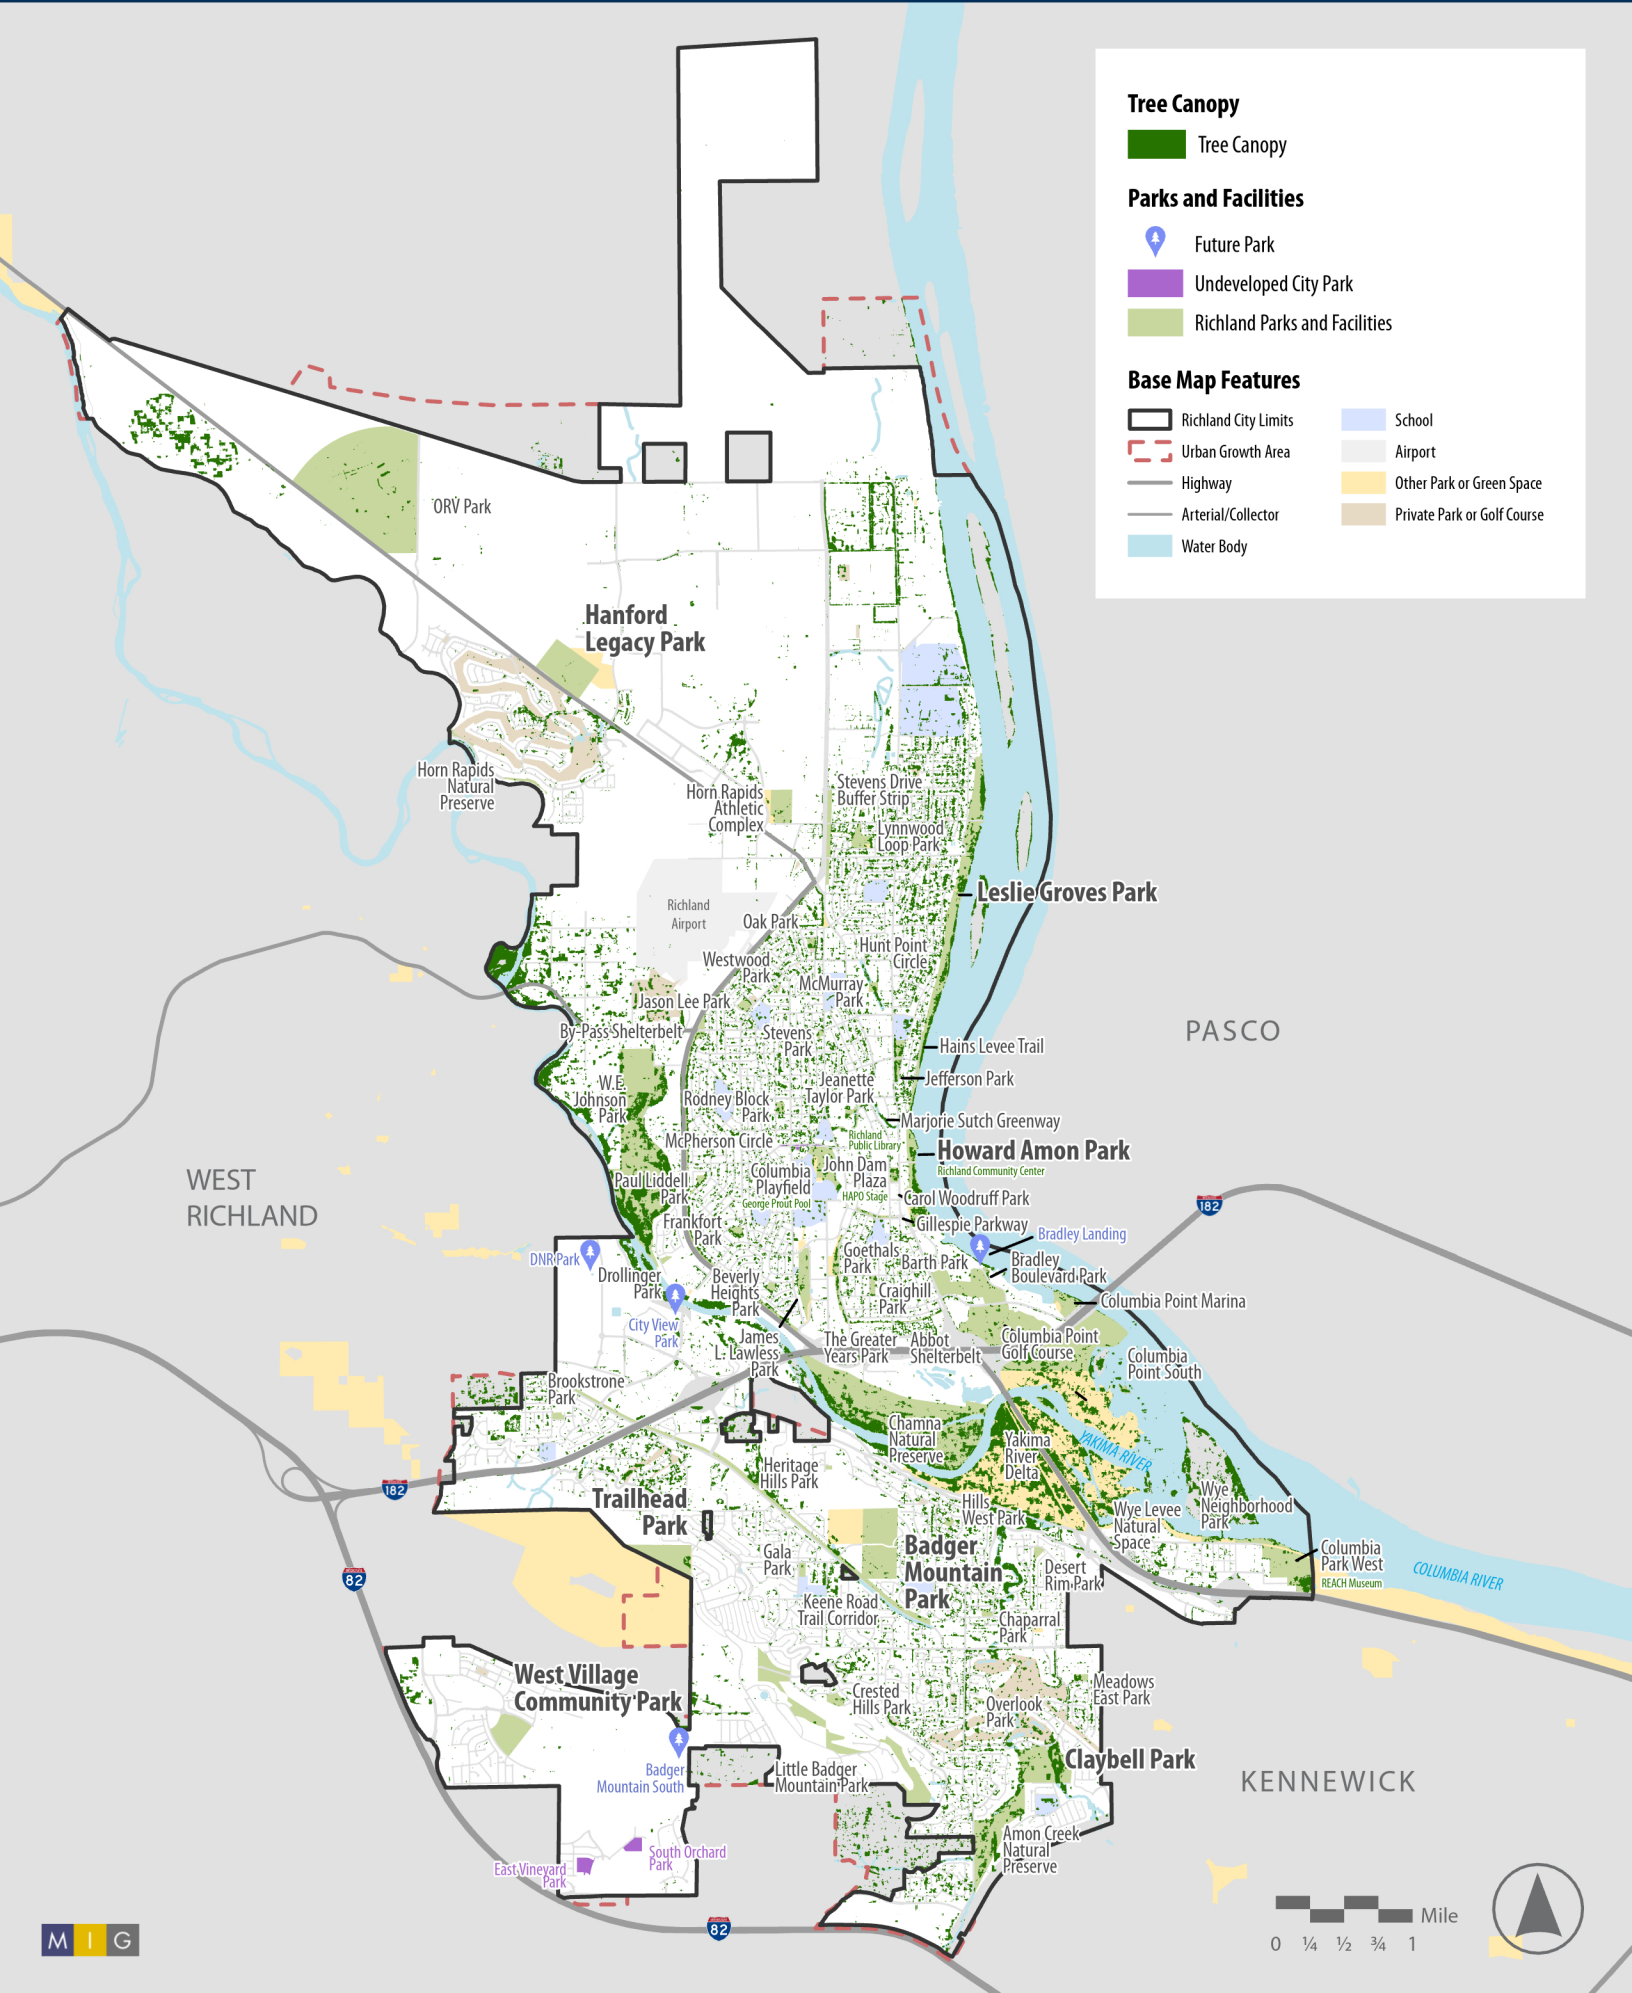 Tree Canopy
Tree Canopy
Parks and Facilities
Future Park
Undeveloped City Park
Richland Parks and Facilities
Base Map Features
Richland City Limits
Urban Growth Area
Highway
Arterial/Collector
Water Body
School
Airport
Other Park or Green Space
Private Park or Golf Course
ORV Park
Hanford
Legacy Park
Horn Rapids
Natural
Preserve
Horn Rapids
Athletic
Complex
Stevens Drive
Buffer Strip
Lynnwood
Loop Park
Leslie Groves Park
Richland
Airport
Oak Park
Hunt Point
Circle
Westwood
Park
McMurray
Park
Jason Lee Park
By-Pass Shelterbelt
Stevens
Park
PASCO
Hains Levee Trail
Jefferson Park
W.E.
Johnson
Park
Jeanette
Taylor Park
Rodney Block
Park
Marjorie Sutch Greenway
McPherson Circle
Richland
Public Library
Howard Amon Park
Richland Community Center
WEST
RICHLAND
Columbia
Playfield
George Prout Pool
John Dam
Plaza
HAPO Stage
Paul Liddell
Park
Carol Woodruff Park
182
Frankfort
Park
Gillespie Parkway
Bradley Landing
DNR Park
Goethals
Park
Barth Park
Bradley
Boulevard Park
Drollinger
Park
Beverly
Heights
Park
Craighill
Park
Columbia Point Marina
City View
Park
James
L. Lawless
Park
The Greater
Years Park
Abbot
Shelterbelt
Columbia Point
Golf Course
Columbia
Point South
Brookstrone
Park
Chamna
Natural
Preserve
Yakima
River
Delta
YAKIMA RIVER
Heritage
Hills Park
182
Trailhead
Park
Hills
West Park
Wye Levee
Natural
Space
Wye
Neighborhood
Park
Badger
Mountain
Park
Gala
Park
Desert
Rim Park
Columbia
Park West
REACH Museum
COLUMBIA RIVER
82
Keene Road
Trail Corridor
Chaparral
Park
West Village
Community Park
Crested
Hills Park
Overlook
Park
Meadows
East Park
Claybell Park
Badger
Mountain South
Little Badger
Mountain Park
KENNEWICK
South Orchard
Park
East Vineyard
Park
Amon Creek
Natural
Preserve
82
M I G
Mile
0 ¼ ½ ¾ 1